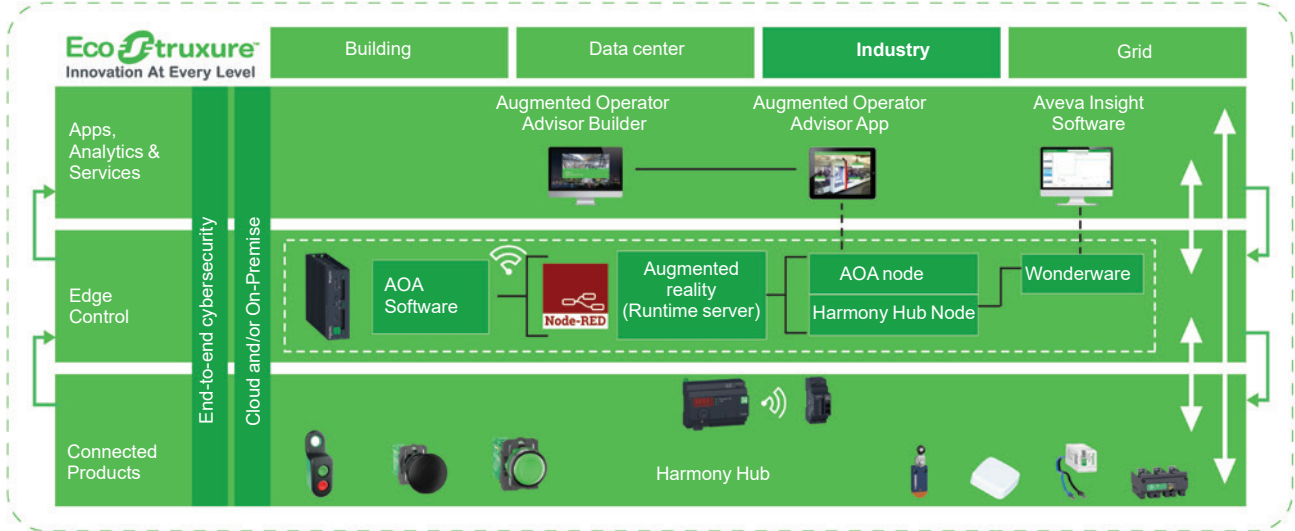 EcoStruxure™
Innovation At Every Level
Building
Data center
Industry
Grid
Apps,
Analytics &
Services
Augmented Operator
Advisor Builder
Augmented Operator
Advisor App
Aveva Insight
Software
End-to-end cybersecurity
Cloud and/or On-Premise
Edge
Control
AOA
Software
Node-RED
Augmented
reality
(Runtime server)
AOA node
Harmony Hub Node
Wonderware
Connected
Products
Harmony Hub